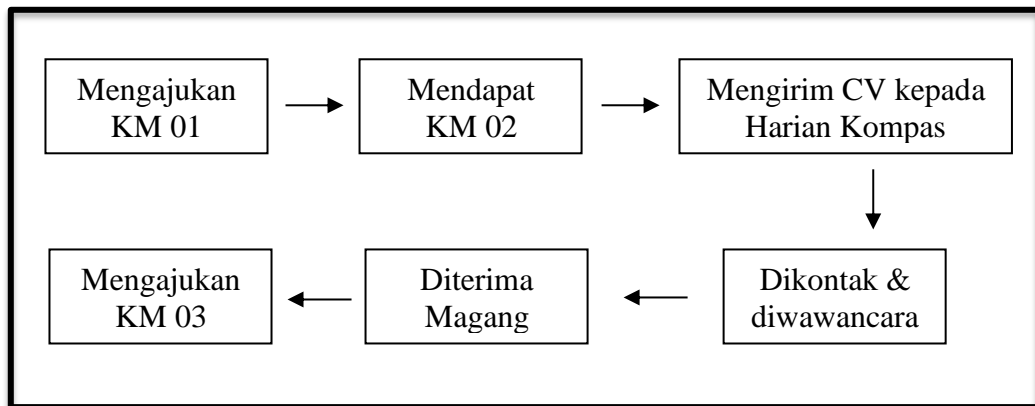 Mengajukan
KM 01
Mendapat
KM 02
Mengirim CV kepada
Harian Kompas
Dikontak &
diwawancara
Diterima
Magang
Mengajukan
KM 03